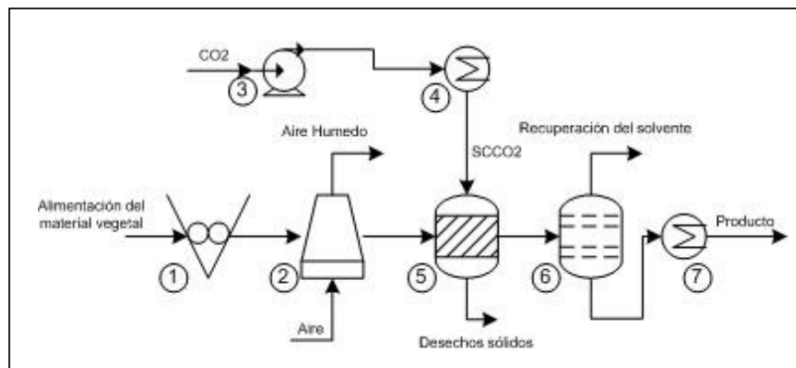 CO2
3
4
Aire Humedo
SCCO2
Recuperación del solvente
Alimentación del
material vegetal
Producto
1
2
5
6
7
Aire
Desechos sólidos